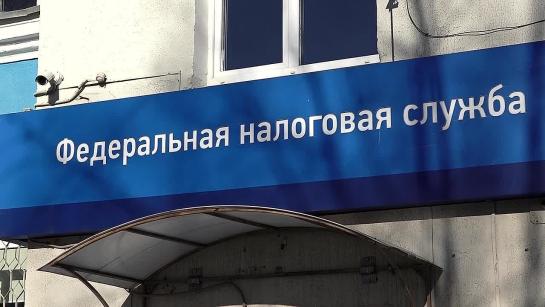 Федеральная налоговая служба